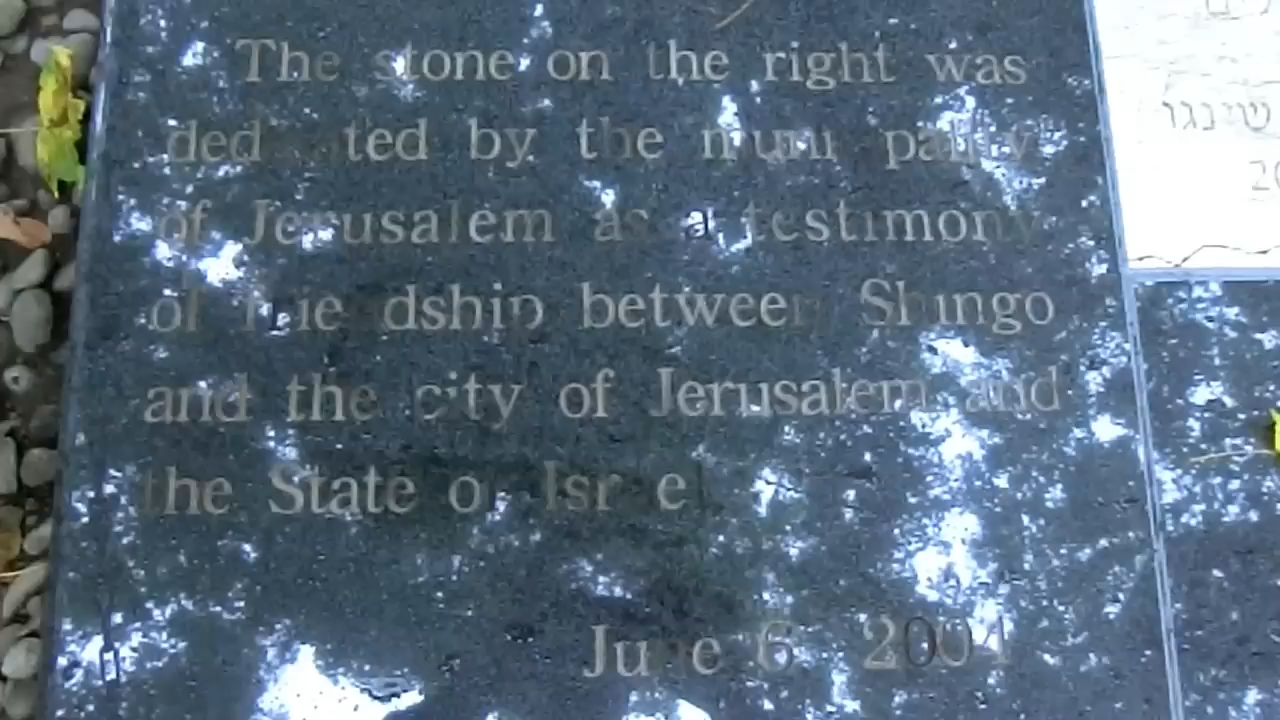 The stone on the right was
dedicated by the municipality
of Jerusalem as a testimony
of friendship between Shingo
and the city of Jerusalem and
the State of Israel
June 6, 2004
שינגו